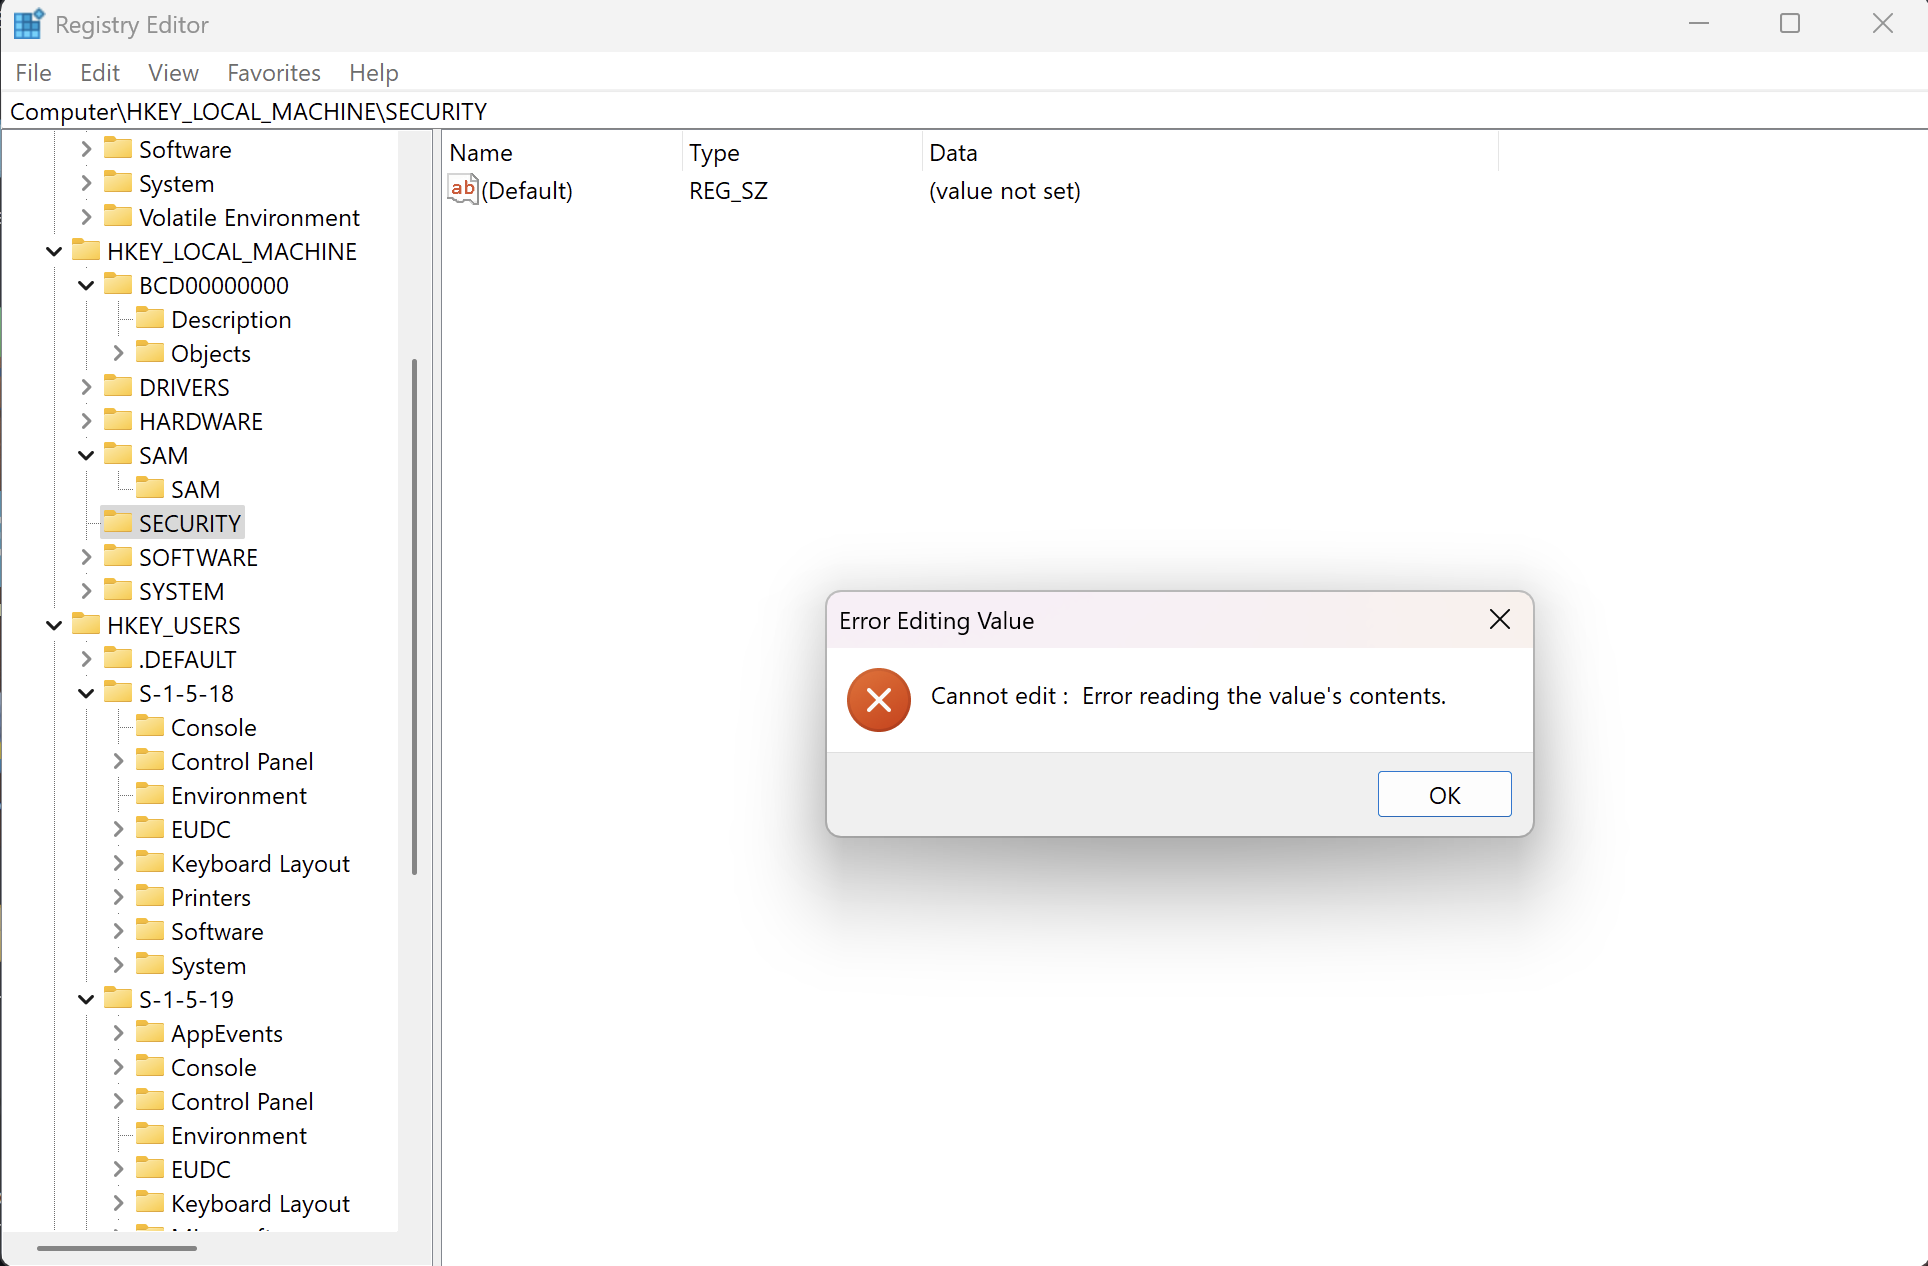 Registry Editor
File Edit View Favorites Help
Computer\HKEY_LOCAL_MACHINE\SECURITY
Software
System
Volatile Environment
HKEY_LOCAL_MACHINE
BCD00000000
Description
Objects
DRIVERS
HARDWARE
SAM
SAM
SECURITY
SOFTWARE
SYSTEM
HKEY_USERS
.DEFAULT
S-1-5-18
Console
Control Panel
Environment
EUDC
Keyboard Layout
Printers
Software
System
S-1-5-19
AppEvents
Console
Control Panel
Environment
EUDC
Keyboard Layout
Name Type Data
ab (Default) REG_SZ (value not set)
Error Editing Value
Cannot edit : Error reading the value's contents.
OK